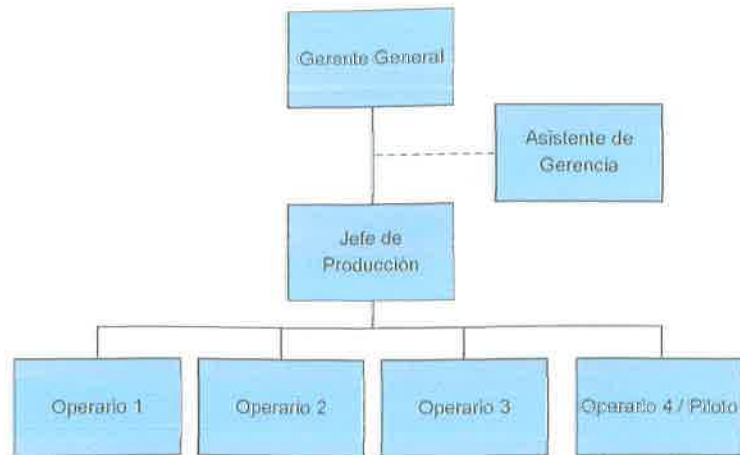 Gerente General
Asistente de
Gerencia
Jefe de
Producción
Operario 1
Operario 2
Operario 3
Operario 4 / Piloto